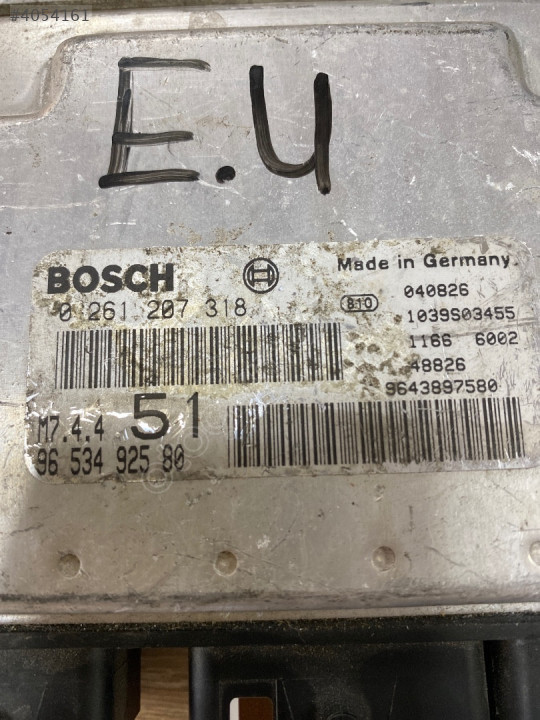 #4054161
E.U
BOSCH
Made in Germany.
0 261 207 318
810
040826
1039S03455
1166 6002
48826
9643897580
M7.4.4
51
96 534 925 80